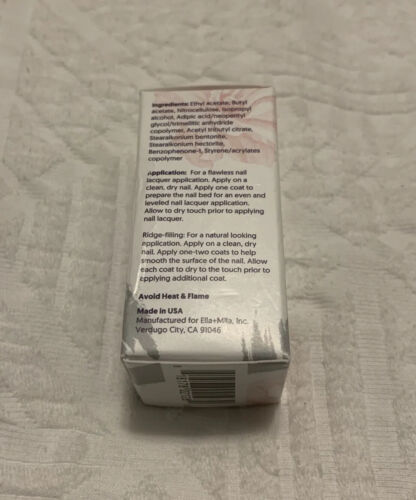 Ingredients: Ethyl acetate, Butyl
acetate, Nitrocellulose, Isopropyl
alcohol, Adipic acid/neopentyl
glycol/trimellitic anhydride
copolymer, Acetyl tributyl citrate,
Stearalkonium bentonite,
Stearalkonium hectorite,
Benzophenone-1, Styrene/acrylates
copolymer
Application: For a flawless nail
lacquer application. Apply on a
clean, dry nail. Apply one coat to
prepare the nail bed for an even and
leveled nail lacquer application.
Allow to dry touch prior to applying
nail lacquer.
Ridge-filling: For a natural looking
application. Apply on a clean, dry
nail. Apply one-two coats to help
smooth the surface of the nail. Allow
each coat to dry to the touch prior to
applying additional coat.
Avoid Heat & Flame
Made in USA
Manufactured for Ella+Mila, Inc.
Verdugo City, CA 91046